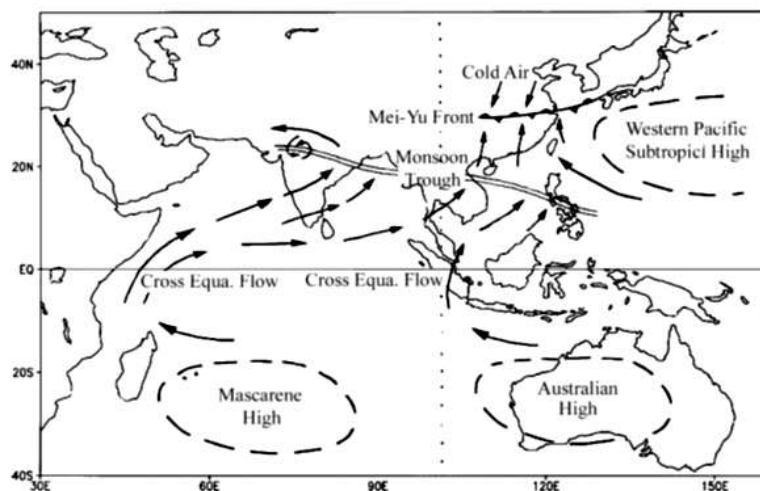 40N
Cold Air
Mei-Yu Front
Western Pacific
Subtropicl High
20N
Monsoon
Trough
EQ
Cross Equa. Flow
Cross Equa. Flow
20S
Mascarene
High
Australian
High
40S
30E
60E
90E
120E
150E